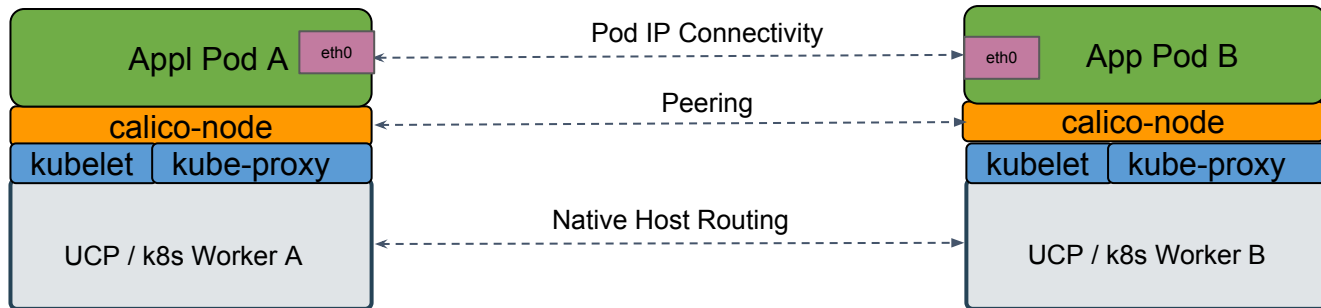 Appl Pod A
eth0
Pod IP Connectivity
eth0
App Pod B
Peering
calico-node
calico-node
kubelet
kube-proxy
kubelet
kube-proxy
Native Host Routing
UCP / k8s Worker A
UCP / k8s Worker B